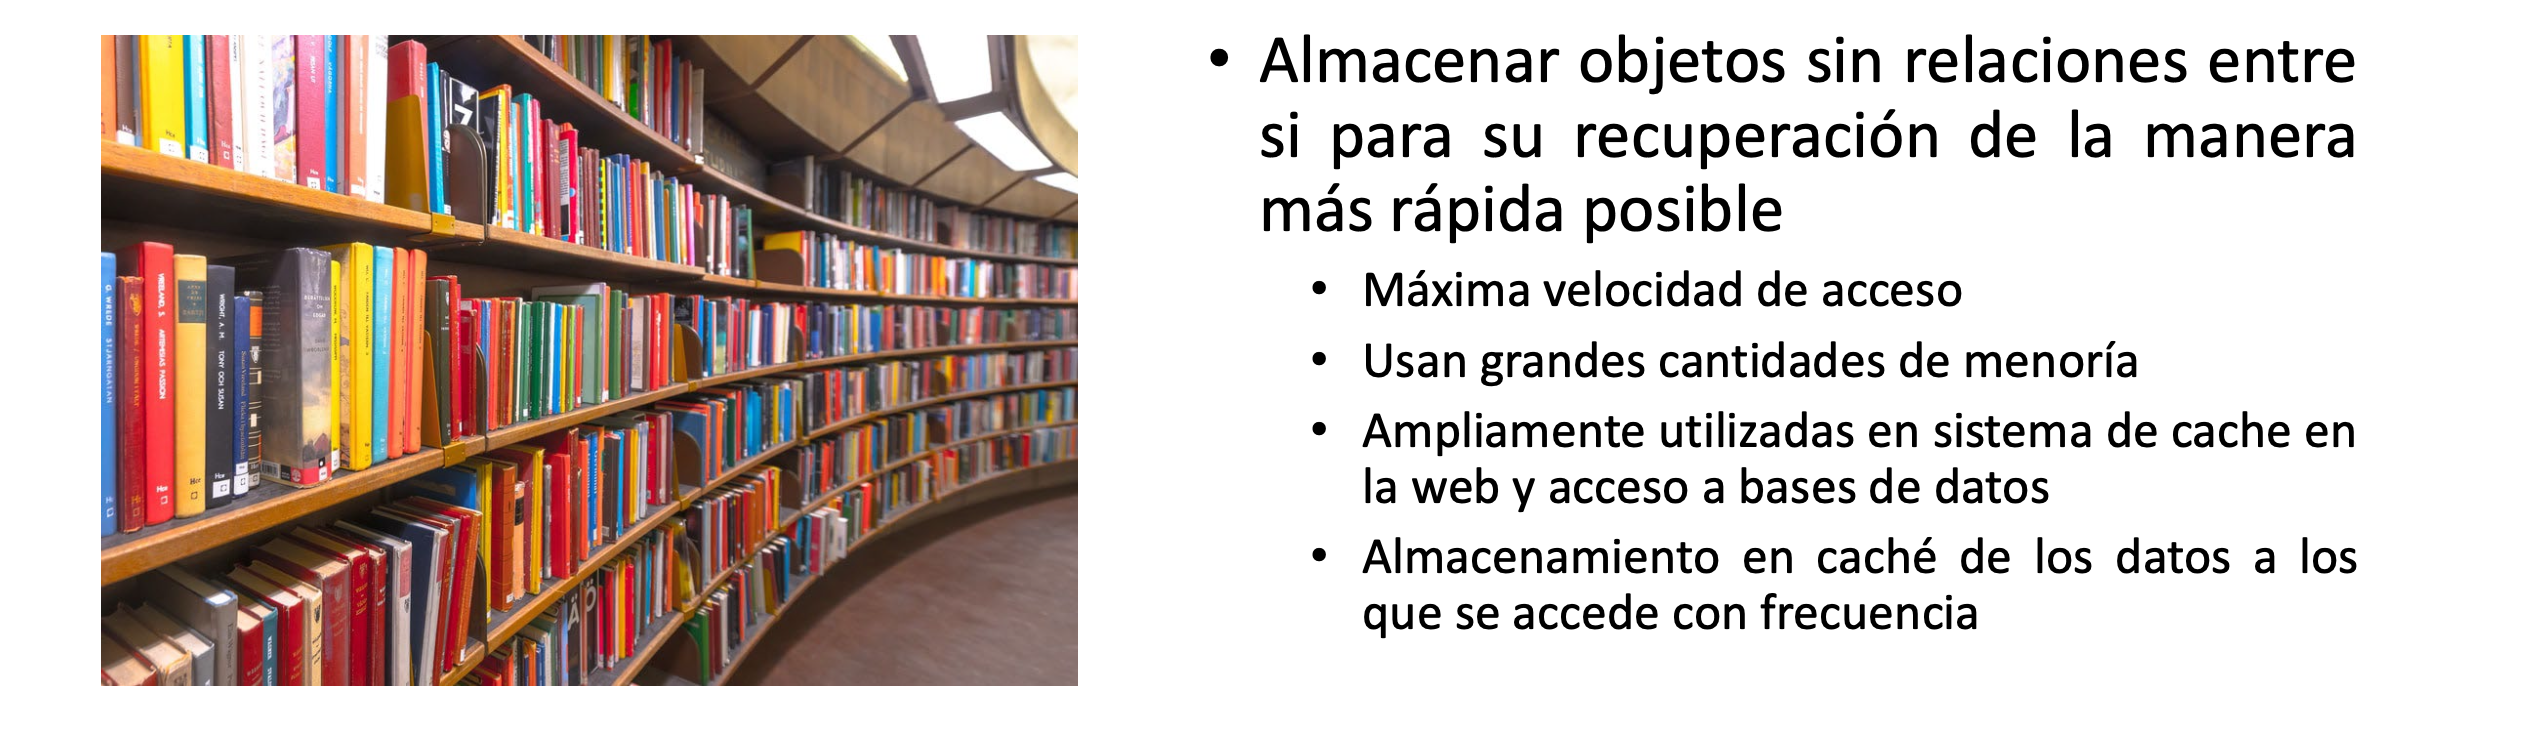 • Almacenar objetos sin relaciones entre
si para su recuperación de la manera
más rápida posible
• Máxima velocidad de acceso
• Usan grandes cantidades de menoría
• Ampliamente utilizadas en sistema de cache en
la web y acceso a bases de datos
• Almacenamiento en caché de los datos a los
que se accede con frecuencia